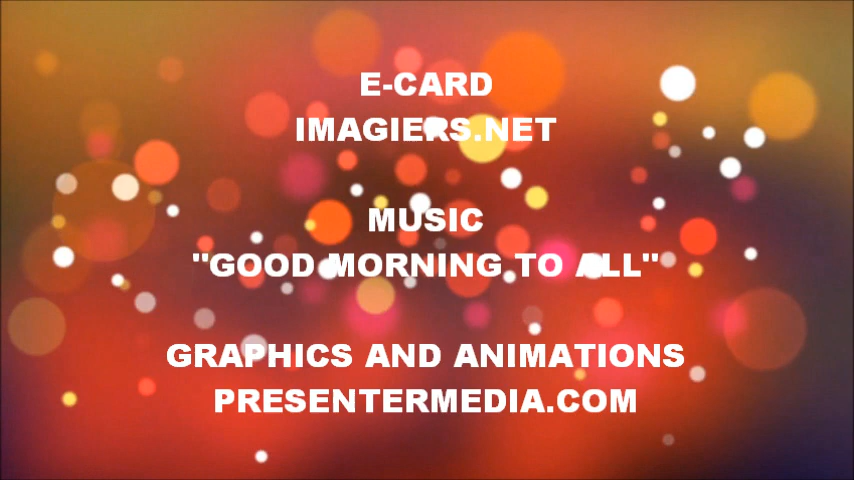 E-CARD
IMAGIERS.NET
MUSIC
"GOOD MORNING TO ALL"
GRAPHICS AND ANIMATIONS
PRESENTERMEDIA.COM